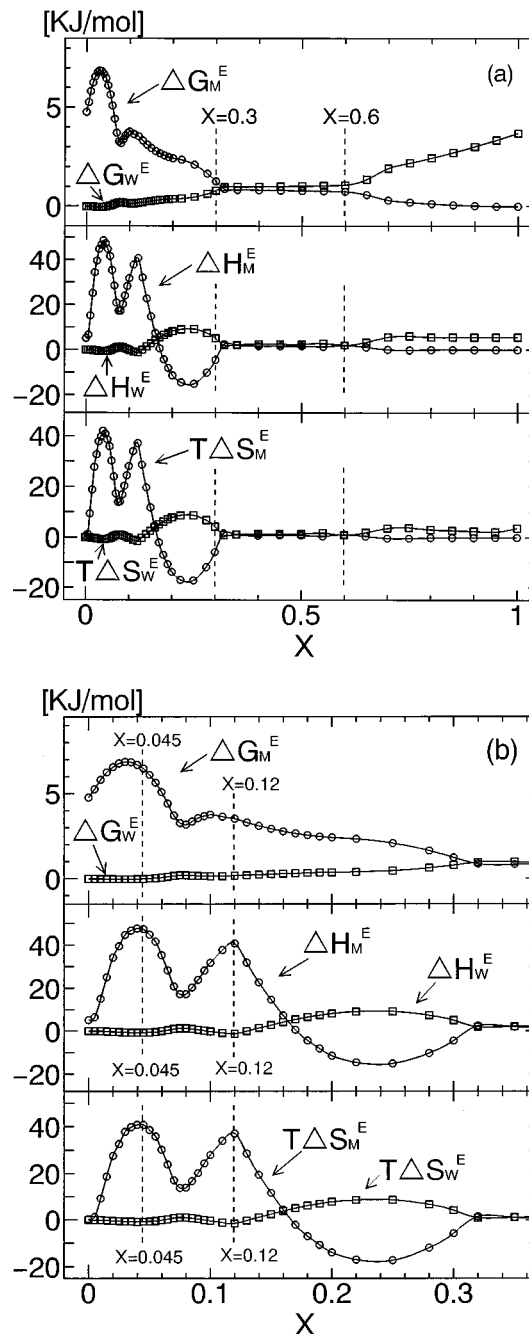 [KJ/mol]
(a)
△G_M^E
X=0.3
X=0.6
5
△G_W^E
0
40
△H_M^E
20
0
△H_W^E
−20
40
T△S_M^E
20
0
T△S_W^E
−20
0
0.5
1
X
[KJ/mol]
(b)
X=0.045
△G_M^E
X=0.12
5
△G_W^E
0
40
△H_M^E
△H_W^E
20
0
−20
X=0.045
X=0.12
40
T△S_M^E
20
T△S_W^E
0
X=0.045
X=0.12
−20
0
0.1
0.2
0.3
X